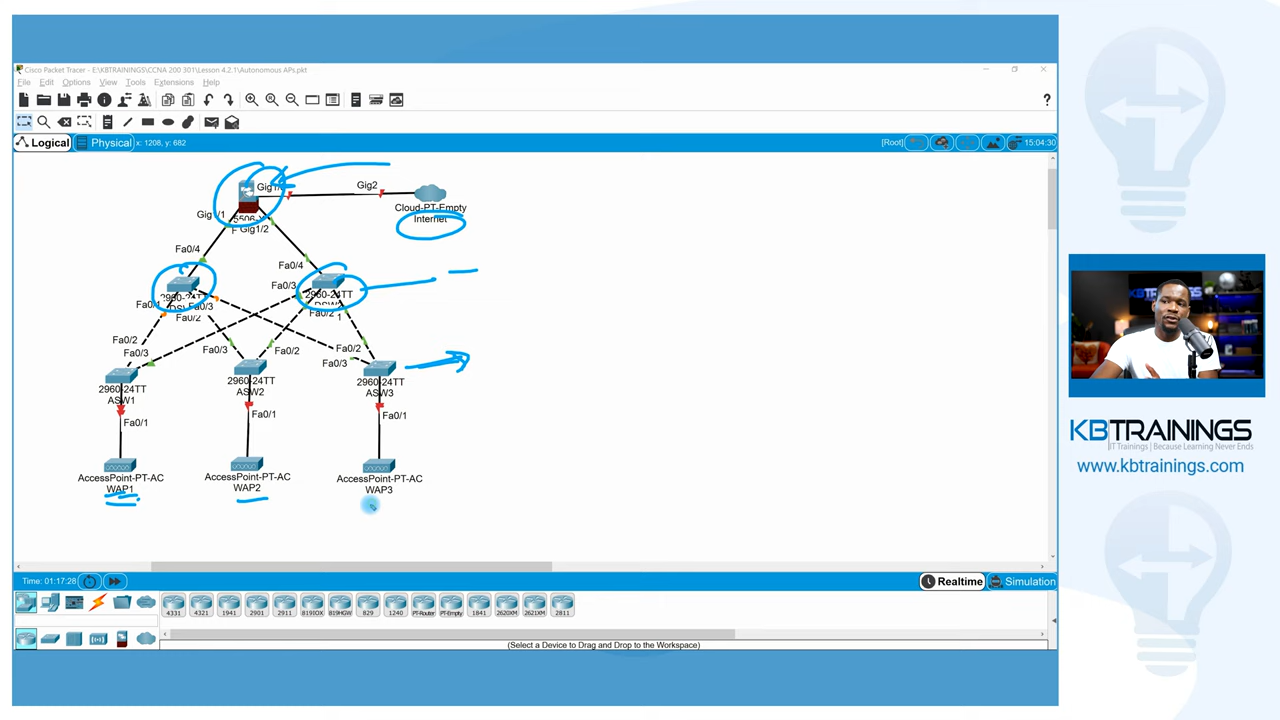 Cisco Packet Tracer - E:\KBTRAININGS\CCNA 200 301\Lesson 4.2.1\Autonomous APs.pkt
File Edit Options View Tools Extensions Help
?
Logical Physical x: 1208, y: 682
[Root] 15:04:30
Gig2
Cloud-PT-Empty
Internet
Gig1/2
Fa0/4
Fa0/4
Fa0/3
2960-24TT
Fa0/3
Fa0/2
Fa0/2
Fa0/2
Fa0/3
Fa0/3
Fa0/2
Fa0/2
Fa0/3
2960-24TT
ASW1
2960-24TT
ASW2
2960-24TT
ASW3
Fa0/1
Fa0/1
Fa0/1
AccessPoint-PT-AC
WAP1
AccessPoint-PT-AC
WAP2
AccessPoint-PT-AC
WAP3
Time: 01:17:28
Realtime Simulation
4331 4321 1941 2901 2911 819IOX 819HGW 829 1240 PT-Router PT-Empty 1841 2620XM 2621XM 2811
(Select a Device to Drag and Drop to the Workspace)
KBTRAININGS
IT Trainings | Because Learning Never Ends
www.kbtrainings.com